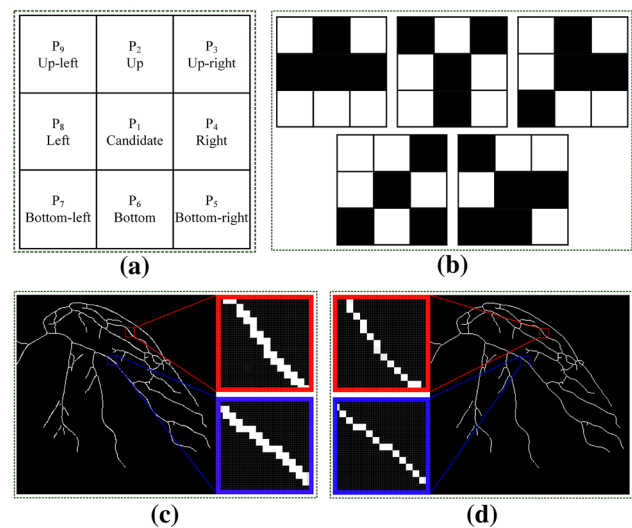 P9 P2 P3
Up-left Up Up-right
P8 P1 P4
Left Candidate Right
P7 P6 P5
Bottom-left Bottom Bottom-right
(a) (b)
(c) (d)